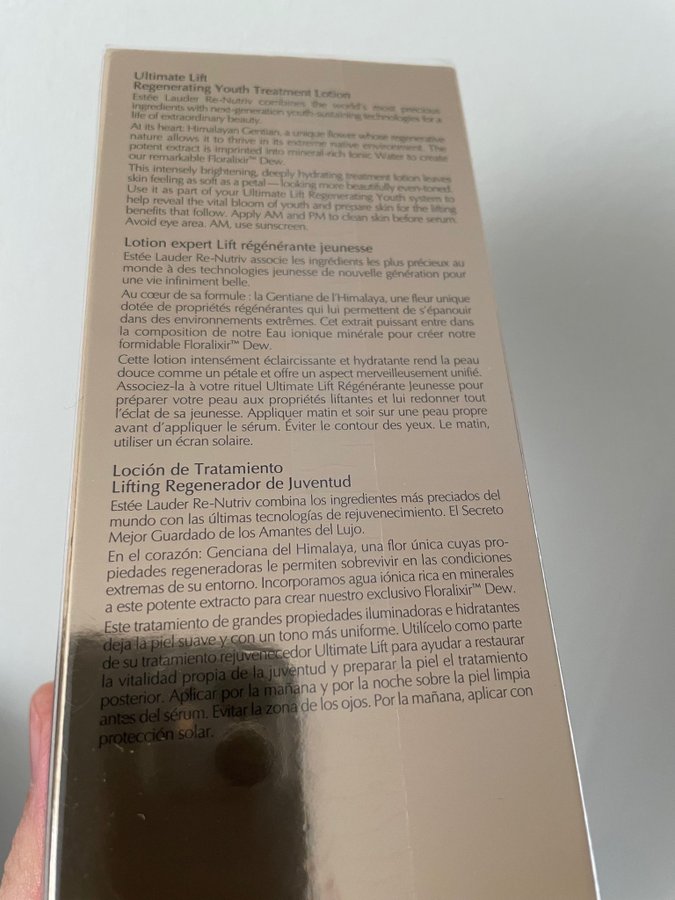 Ultimate Lift
Regenerating Youth Treatment Lotion
Estée Lauder Re-Nutriv combines the world's most precious
ingredients with next-generation youth-sustaining technologies for a
life of extraordinary beauty.
At its heart: Himalayan Gentian, a unique flower whose regenerative
nature allows it to thrive in its extreme native environment. The
potent extract is imprinted into mineral-rich Ionic Water to create
our remarkable Floralixir™ Dew.
This intensely brightening, deeply hydrating treatment lotion leaves
skin feeling as soft as a petal—looking more beautifully even-toned.
Use it as part of your Ultimate Lift Regenerating Youth system to
help reveal the vital bloom of youth and prepare skin for the lifting
benefits that follow. Apply AM and PM to clean skin before serum.
Avoid eye area. AM, use sunscreen.
Lotion expert Lift régénérante jeunesse
Estée Lauder Re-Nutriv associe les ingrédients les plus précieux au
monde à des technologies jeunesse de nouvelle génération pour
une vie infiniment belle.
Au cœur de sa formule : la Gentiane de l'Himalaya, une fleur unique
dotée de propriétés régénérantes qui lui permettent de s'épanouir
dans des environnements extrêmes. Cet extrait puissant entre dans
la composition de notre Eau ionique minérale pour créer notre
formidable Floralixir™ Dew.
Cette lotion intensément éclaircissante et hydratante rend la peau
douce comme un pétale et offre un aspect merveilleusement unifié.
Associez-la à votre rituel Ultimate Lift Régénérante Jeunesse pour
préparer votre peau aux propriétés liftantes et lui redonner tout
l'éclat de sa jeunesse. Appliquer matin et soir sur une peau propre
avant d'appliquer le sérum. Éviter le contour des yeux. Le matin,
utiliser un écran solaire.
Loción de Tratamiento
Lifting Regenerador de Juventud
Estée Lauder Re-Nutriv combina los ingredientes más preciados del
mundo con las últimas tecnologías de rejuvenecimiento. El Secreto
Mejor Guardado de los Amantes del Lujo.
En el corazón: Genciana del Himalaya, una flor única cuyas pro-
piedades regeneradoras le permiten sobrevivir en las condiciones
extremas de su entorno. Incorporamos agua iónica rica en minerales
a este potente extracto para crear nuestro exclusivo Floralixir™ Dew.
Este tratamiento de grandes propiedades iluminadoras e hidratantes
deja la piel suave y con un tono más uniforme. Utilícelo como parte
de su tratamiento rejuvenecedor Ultimate Lift para ayudar a restaurar
la vitalidad propia de la juventud y preparar la piel el tratamiento
posterior. Aplicar por la mañana y por la noche sobre la piel limpia
antes del sérum. Evitar la zona de los ojos. Por la mañana, aplicar con
protección solar.